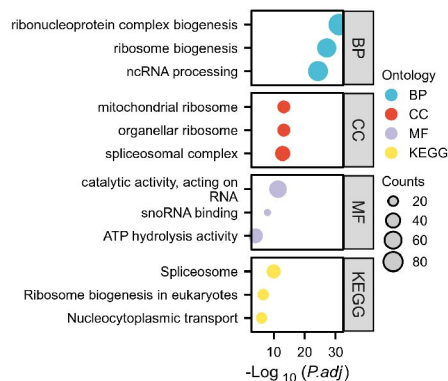 ribonucleoprotein complex biogenesis
ribosome biogenesis
ncRNA processing
BP
mitochondrial ribosome
organellar ribosome
spliceosomal complex
CC
catalytic activity, acting on
RNA
snoRNA binding
ATP hydrolysis activity
MF
Spliceosome
Ribosome biogenesis in eukaryotes
Nucleocytoplasmic transport
KEGG
10 20 30
-Log 10 (P.adj)
Ontology
BP
CC
MF
KEGG
Counts
20
40
60
80